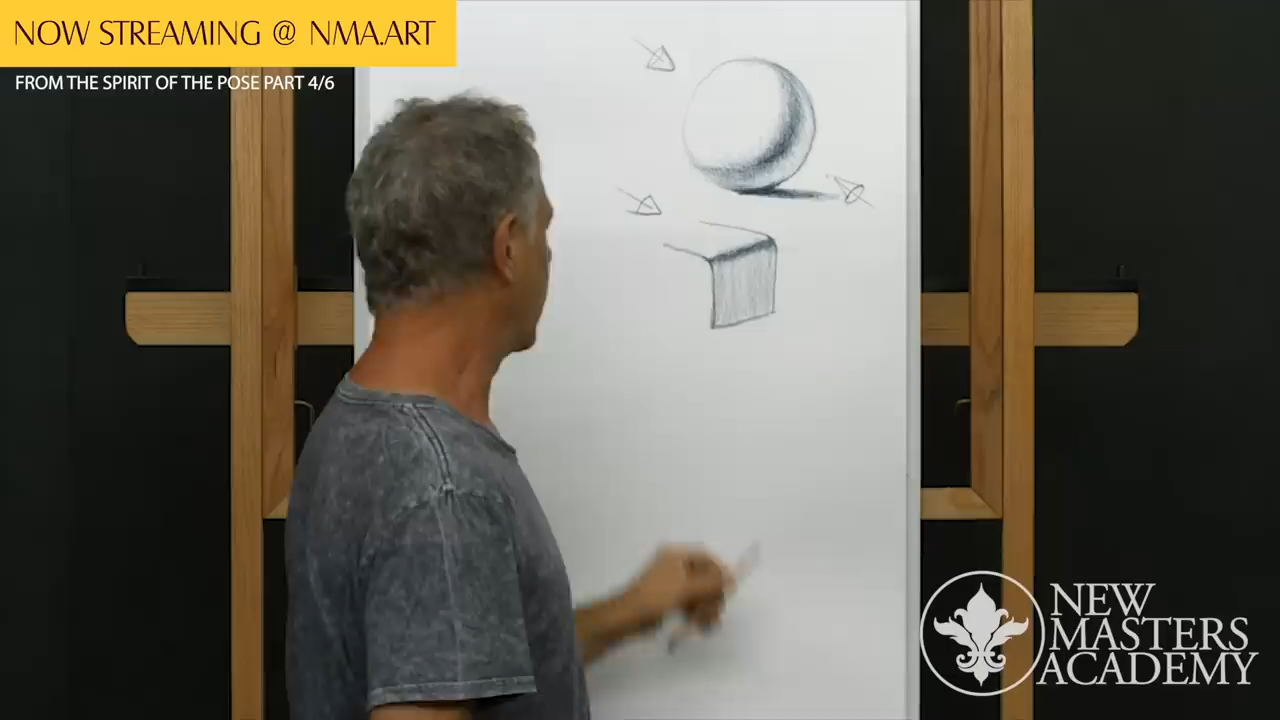 NOW STREAMING @ NMA.ART
FROM THE SPIRIT OF THE POSE PART 4/6
NEW
MASTERS
ACADEMY